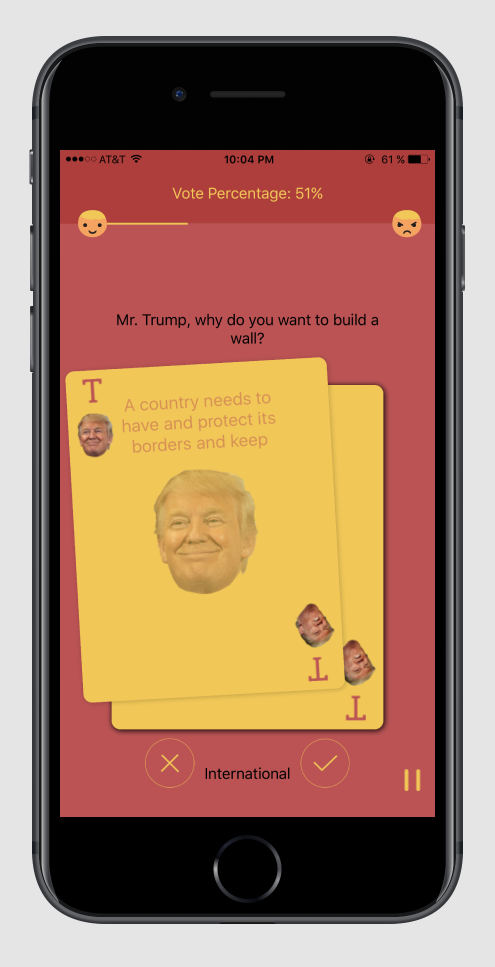 AT&T 10:04 PM 61 %
Vote Percentage: 51%
Mr. Trump, why do you want to build a
wall?
T
A country needs to
have and protect its
borders and keep
T
T
International